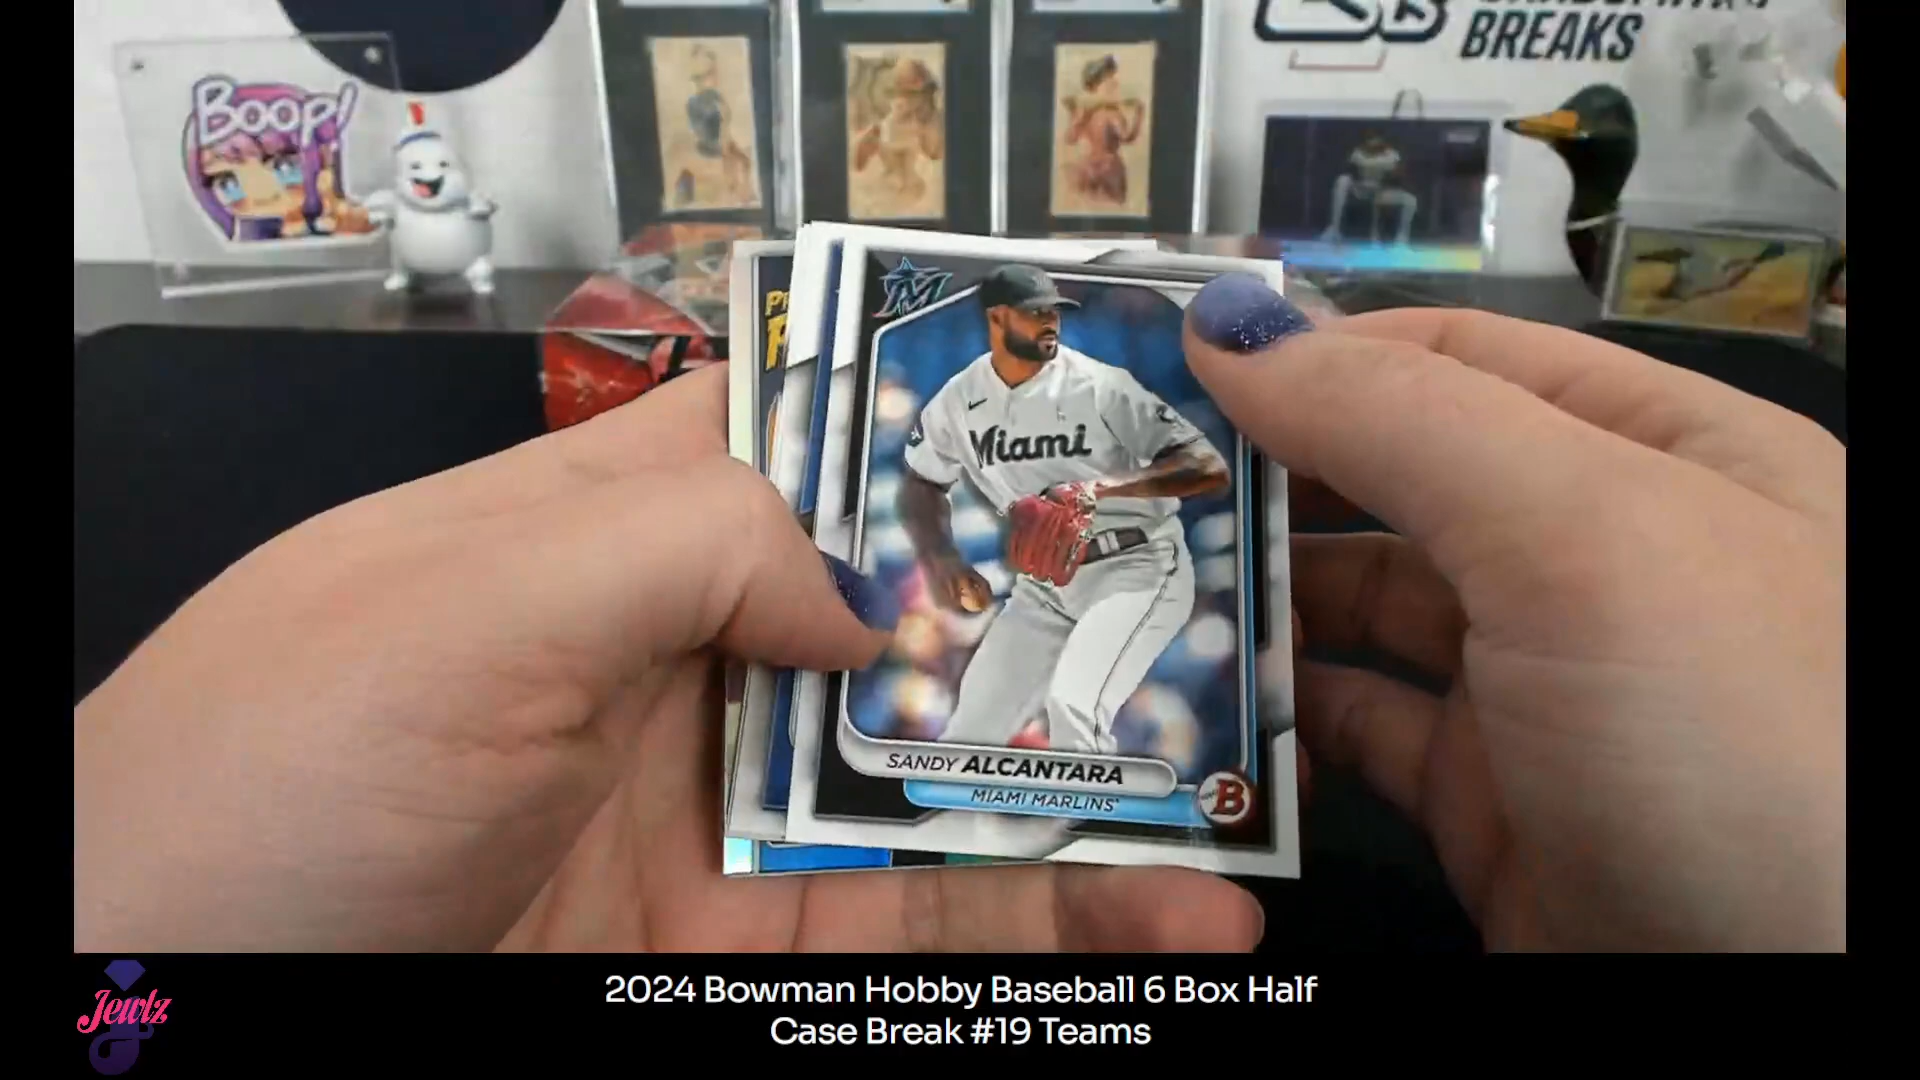 BOOP!
BREAKS
Miami
SANDY ALCANTARA
MIAMI MARLINS
B
2024 Bowman Hobby Baseball 6 Box Half
Case Break #19 Teams
Jewlz